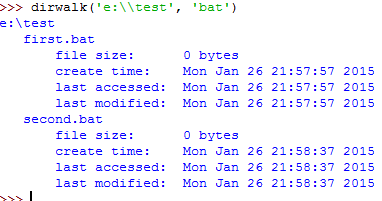 >>> dirwalk('e:\\test', 'bat')
e:\test
   first.bat
       file size:      0 bytes
       create time:    Mon Jan 26 21:57:57 2015
       last accessed:  Mon Jan 26 21:57:57 2015
       last modified:  Mon Jan 26 21:57:57 2015
   second.bat
       file size:      0 bytes
       create time:    Mon Jan 26 21:58:37 2015
       last accessed:  Mon Jan 26 21:58:37 2015
       last modified:  Mon Jan 26 21:58:37 2015
>>>